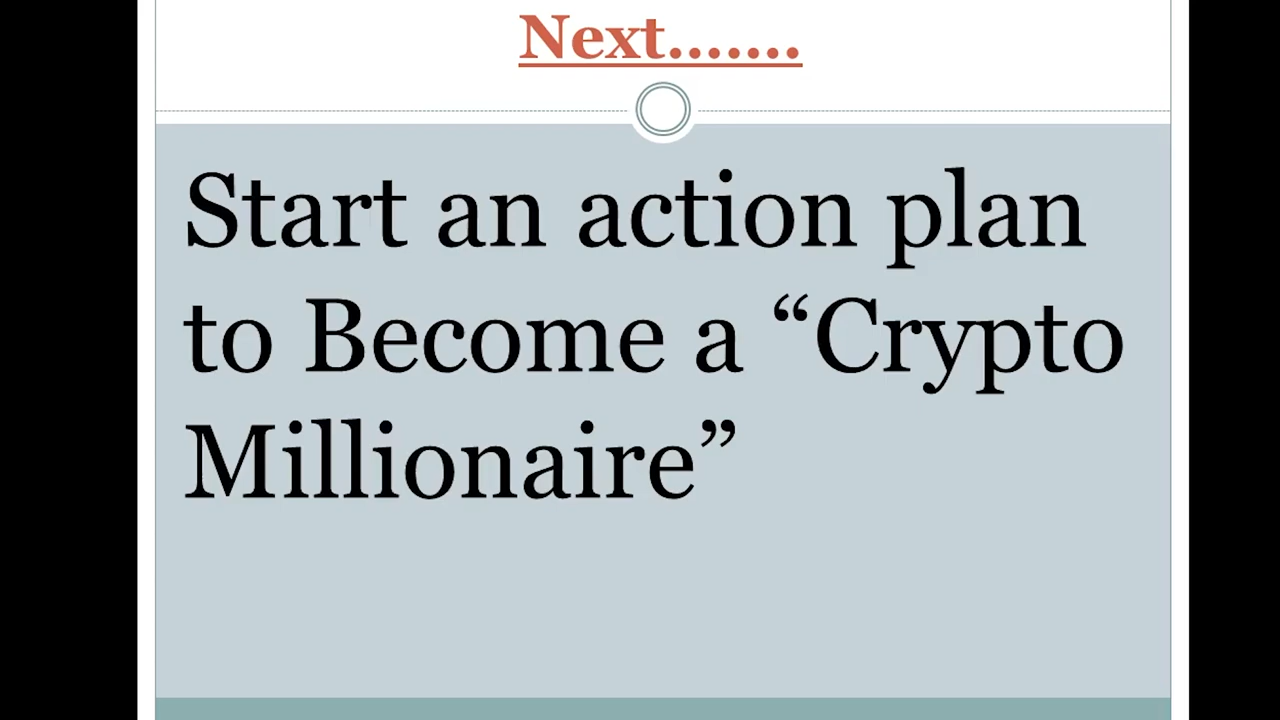 Next.......
Start an action plan
to Become a “Crypto
Millionaire”